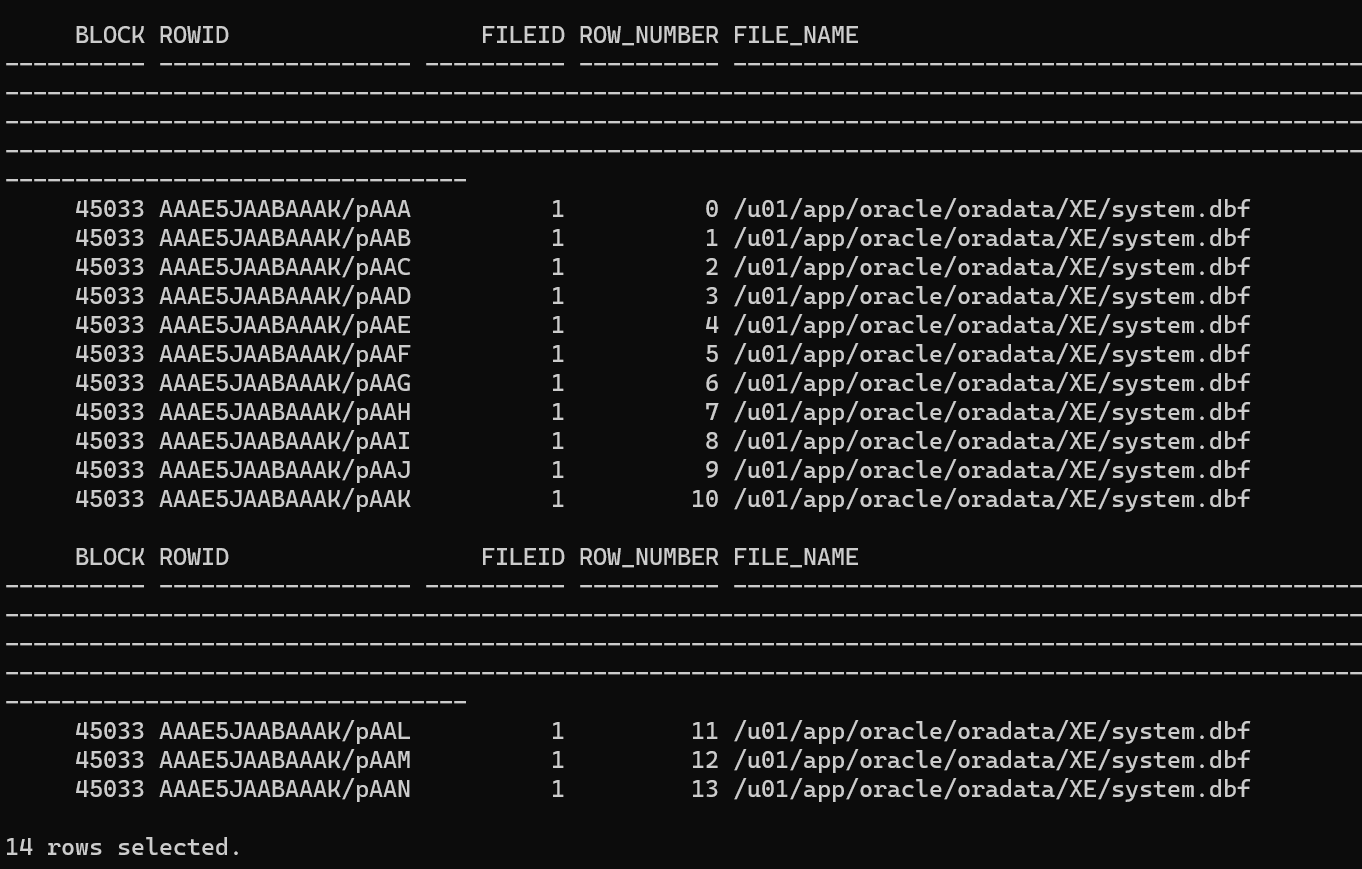 BLOCK ROWID                  FILEID ROW_NUMBER FILE_NAME
---------- ------------------ ---------- ---------- ---------------------------------------------
-------------------------------------------------------------------------------------------------
-------------------------------------------------------------------------------------------------
-------------------------------------------------------------------------------------------------
---------------------------------
     45033 AAAE5JAABAAAK/pAAA          1          0 /u01/app/oracle/oradata/XE/system.dbf
     45033 AAAE5JAABAAAK/pAAB          1          1 /u01/app/oracle/oradata/XE/system.dbf
     45033 AAAE5JAABAAAK/pAAC          1          2 /u01/app/oracle/oradata/XE/system.dbf
     45033 AAAE5JAABAAAK/pAAD          1          3 /u01/app/oracle/oradata/XE/system.dbf
     45033 AAAE5JAABAAAK/pAAE          1          4 /u01/app/oracle/oradata/XE/system.dbf
     45033 AAAE5JAABAAAK/pAAF          1          5 /u01/app/oracle/oradata/XE/system.dbf
     45033 AAAE5JAABAAAK/pAAG          1          6 /u01/app/oracle/oradata/XE/system.dbf
     45033 AAAE5JAABAAAK/pAAH          1          7 /u01/app/oracle/oradata/XE/system.dbf
     45033 AAAE5JAABAAAK/pAAI          1          8 /u01/app/oracle/oradata/XE/system.dbf
     45033 AAAE5JAABAAAK/pAAJ          1          9 /u01/app/oracle/oradata/XE/system.dbf
     45033 AAAE5JAABAAAK/pAAK          1         10 /u01/app/oracle/oradata/XE/system.dbf

     BLOCK ROWID                  FILEID ROW_NUMBER FILE_NAME
---------- ------------------ ---------- ---------- ---------------------------------------------
-------------------------------------------------------------------------------------------------
-------------------------------------------------------------------------------------------------
-------------------------------------------------------------------------------------------------
---------------------------------
     45033 AAAE5JAABAAAK/pAAL          1         11 /u01/app/oracle/oradata/XE/system.dbf
     45033 AAAE5JAABAAAK/pAAM          1         12 /u01/app/oracle/oradata/XE/system.dbf
     45033 AAAE5JAABAAAK/pAAN          1         13 /u01/app/oracle/oradata/XE/system.dbf

14 rows selected.